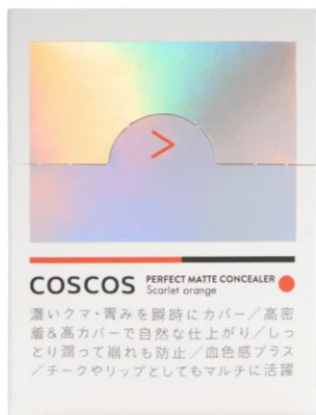 COSCOS PERFECT MATTE CONCEALER
Scarlet orange
濃いクマ・青みを瞬時にカバー/高密
着&高カバーで自然な仕上がり/しっ
とり潤って崩れも防止/血色感プラス
/チークやリップとしてもマルチに活躍